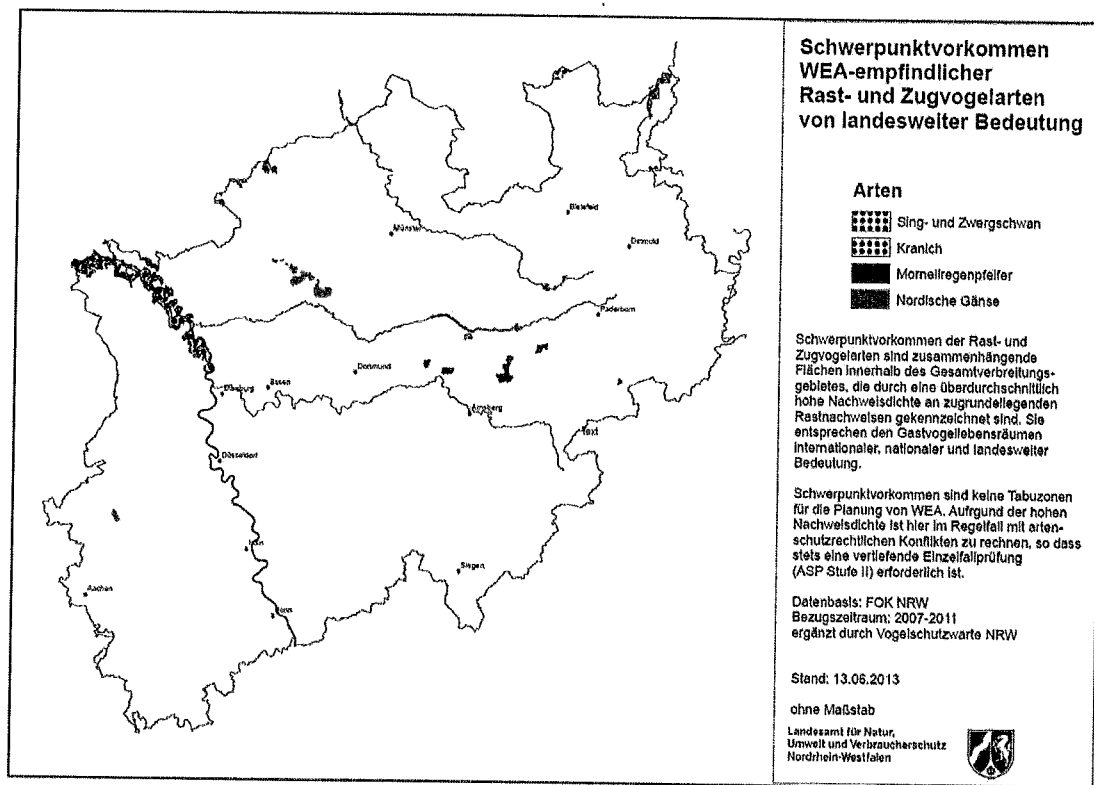 Schwerpunktvorkommen
WEA-empfindlicher
Rast- und Zugvogelarten
von landesweiter Bedeutung
Arten
Sing- und Zwergschwan
Kranich
Mornellregenpfeifer
Nordische Gänse
Schwerpunktvorkommen der Rast- und
Zugvogelarten sind zusammenhängende
Flächen innerhalb des Gesamtverbreitungs-
gebietes, die durch eine überdurchschnittlich
hohe Nachweisdichte an zugrundeliegenden
Rastnachweisen gekennzeichnet sind. Sie
entsprechen den Gastvogellebensräumen
internationaler, nationaler und landesweiter
Bedeutung.
Schwerpunktvorkommen sind keine Tabuzonen
für die Planung von WEA. Aufgrund der hohen
Nachweisdichte ist hier im Regelfall mit arten-
schutzrechtlichen Konflikten zu rechnen, so dass
stets eine vertiefende Einzelfallprüfung
(ASP Stufe II) erforderlich ist.
Datenbasis: FOK NRW
Bezugszeitraum: 2007-2011
ergänzt durch Vogelschutzwarte NRW
Stand: 13.06.2013
ohne Maßstab
Landesamt für Natur,
Umwelt und Verbraucherschutz
Nordrhein-Westfalen
Bielefeld
Münster
Detmold
Paderborn
Dortmund
Essen
Duisburg
Arnsberg
Text
Düsseldorf
Köln
Siegen
Aachen
Bonn